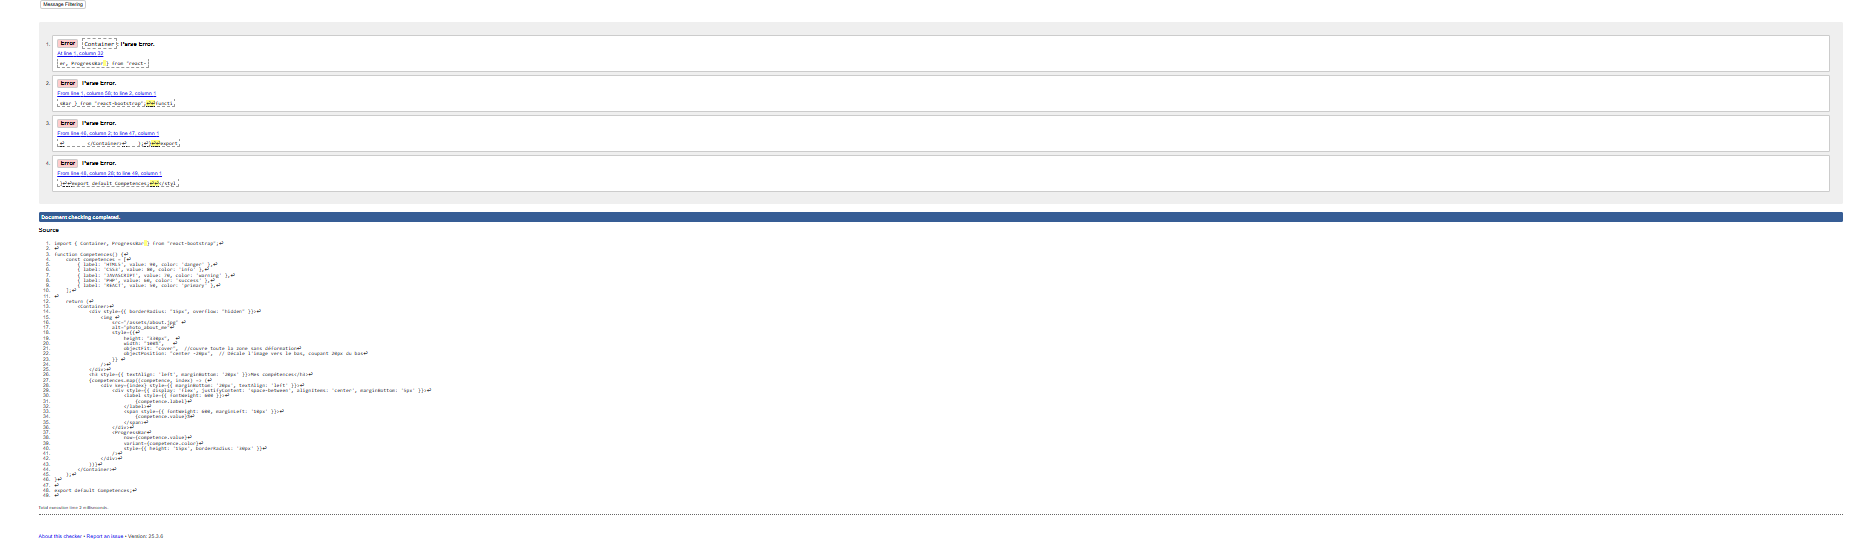 Message Filtering
1. Error Container: Parse Error.
At line 1, column 32
er, ProgressBar } from "react-
2. Error Parse Error.
From line 1, column 58; to line 2, column 1
sBar } from "react-bootstrap";↩↩functi
3. Error Parse Error.
From line 46, column 2; to line 47, column 1
↩ </Container>↩ );↩}↩↩export
4. Error Parse Error.
From line 48, column 28; to line 49, column 1
}↩↩export default Competences;↩↩</styl
Document checking completed.
Source
1. import { Container, ProgressBar } from "react-bootstrap";↩
2. ↩
3. function Competences() {↩
4. const competences = [↩
5. { label: 'HTML5', value: 90, color: 'danger' },↩
6. { label: 'CSS3', value: 80, color: 'info' },↩
7. { label: 'JAVASCRIPT', value: 70, color: 'warning' },↩
8. { label: 'PHP', value: 60, color: 'success' },↩
9. { label: 'REACT', value: 50, color: 'primary' },↩
10. ];↩
11. ↩
12. return (↩
13. <Container>↩
14. <div style={{ borderRadius: "15px", overflow: "hidden" }}>↩
15. <img ↩
16. src="/assets/about.jpg" ↩
17. alt="photo_about_me"↩
18. style={{↩
19. height: "330px", ↩
20. width: "100%", ↩
21. objectFit: "cover", //couvre toute la zone sans déformation↩
22. objectPosition: "center -20px", // Décale l'image vers le bas, coupant 20px du bas↩
23. }} ↩
24. />↩
25. </div>↩
26. <h3 style={{ textAlign: 'left', marginBottom: '30px' }}>Mes compétences</h3>↩
27. {competences.map((competence, index) => (↩
28. <div key={index} style={{ marginBottom: '20px', textAlign: 'left' }}>↩
29. <div style={{ display: 'flex', justifyContent: 'space-between', alignItems: 'center', marginBottom: '5px' }}>↩
30. <label style={{ fontWeight: 600 }}>↩
31. {competence.label}↩
32. </label>↩
33. <span style={{ fontWeight: 600, marginLeft: '10px' }}>↩
34. {competence.value}%↩
35. </span>↩
36. </div>↩
37. <ProgressBar↩
38. now={competence.value}↩
39. variant={competence.color}↩
40. style={{ height: '15px', borderRadius: '30px' }}↩
41. />↩
42. </div>↩
43. ))}↩
44. </Container>↩
45. );↩
46. }↩
47. ↩
48. export default Competences;↩
49. ↩
Total execution time 2 milliseconds.
About this checker • Report an issue • Version: 25.3.6